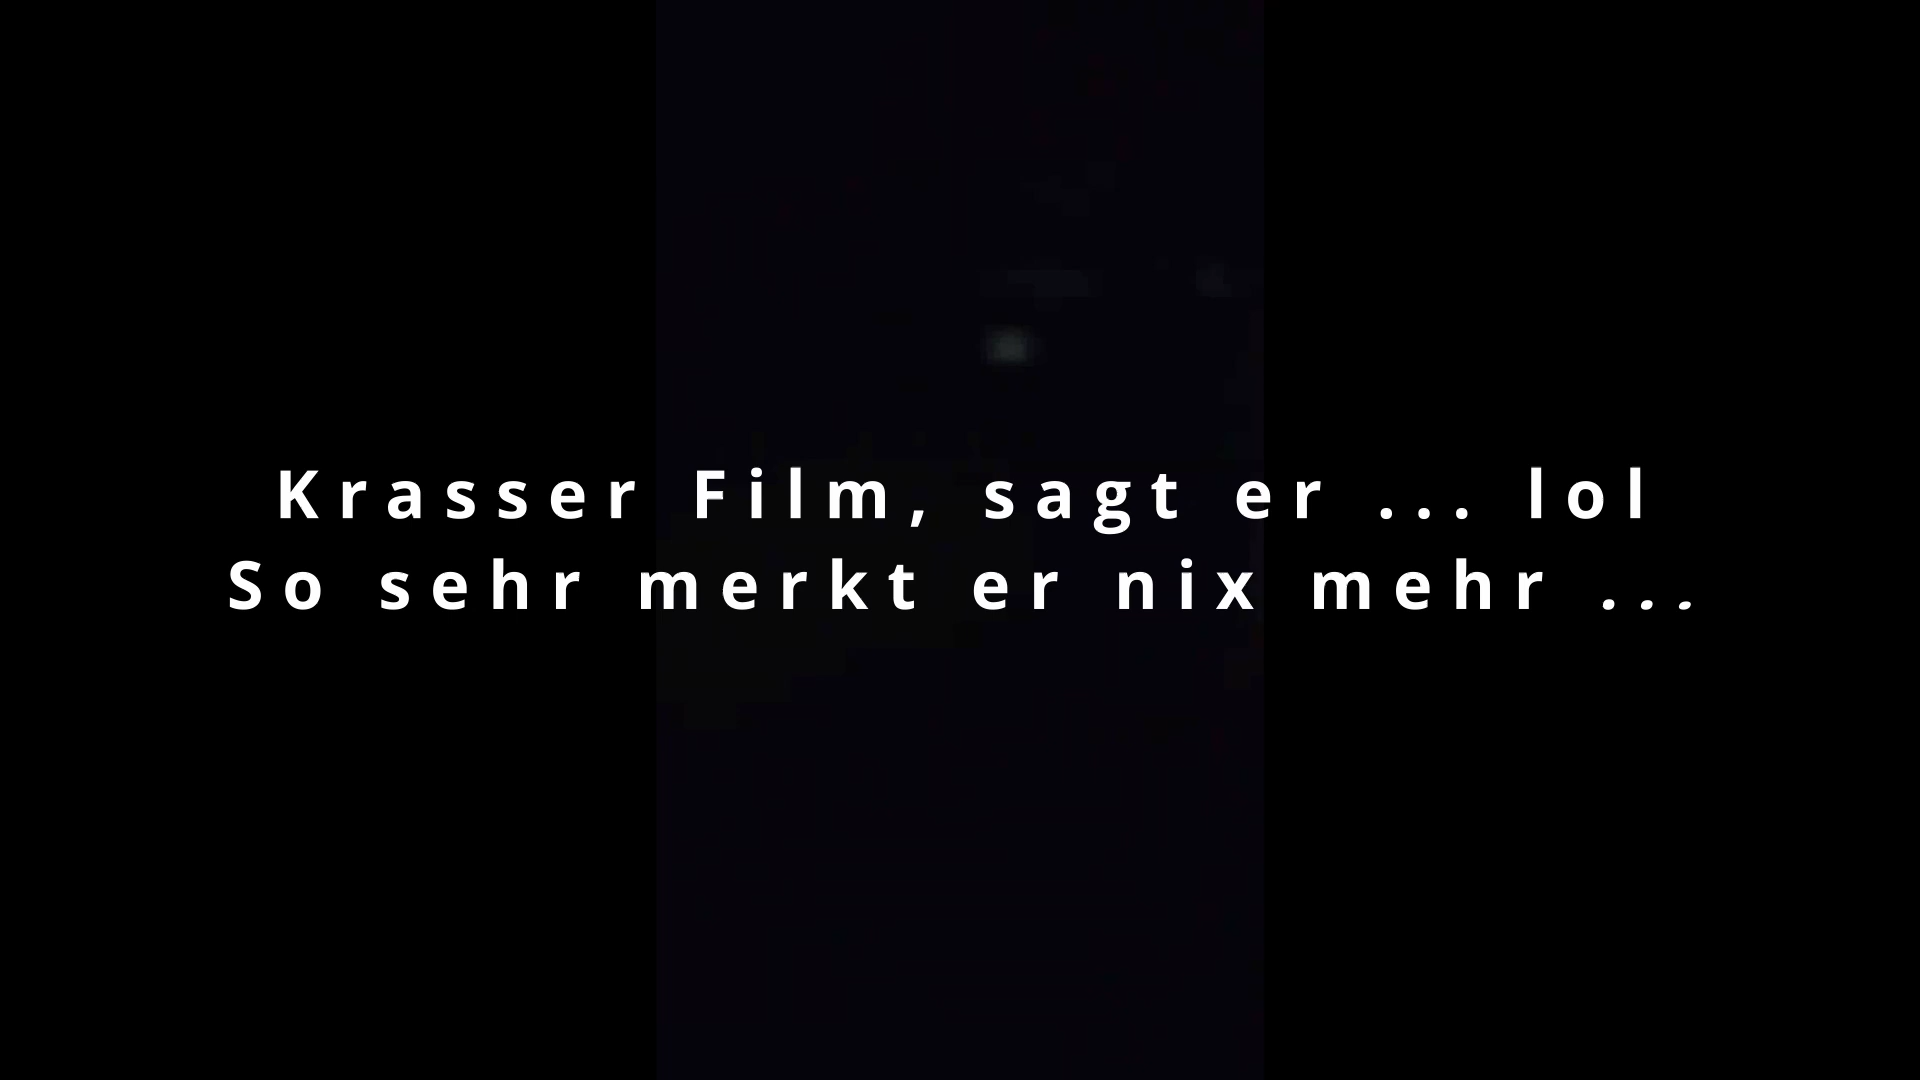 Krasser Film, sagt er ... lol
So sehr merkt er nix mehr ...